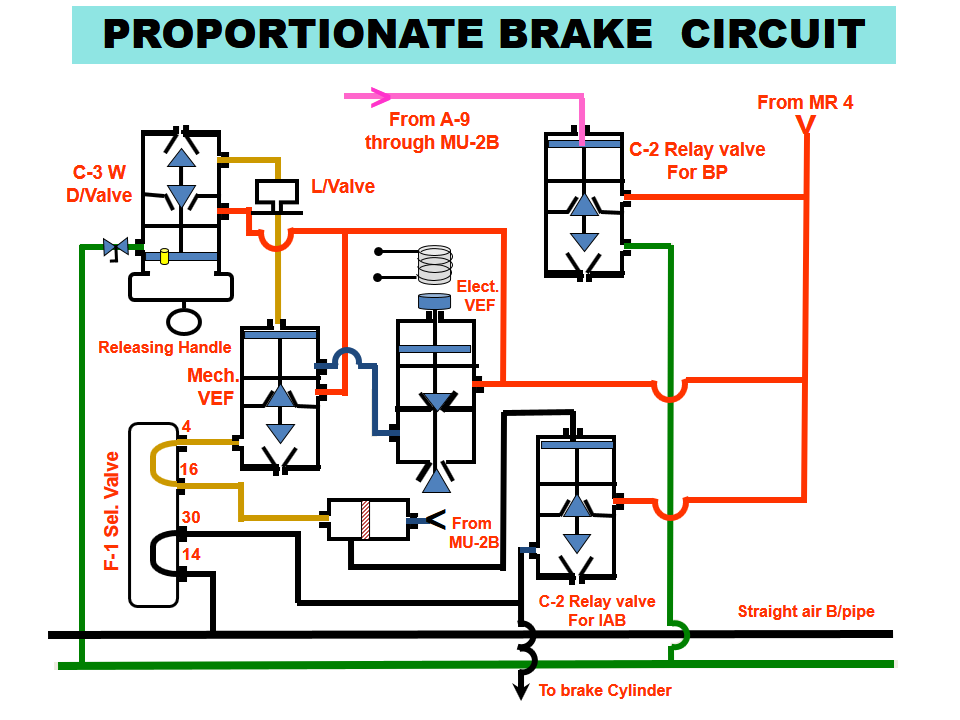 PROPORTIONATE BRAKE CIRCUIT
From MR 4
From A-9
through MU-2B
C-2 Relay valve
For BP
C-3 W
D/Valve
L/Valve
Elect.
VEF
Releasing Handle
Mech.
VEF
4
16
30
14
F-1 Sel. Valve
From
MU-2B
C-2 Relay valve
For IAB
Straight air B/pipe
To brake Cylinder